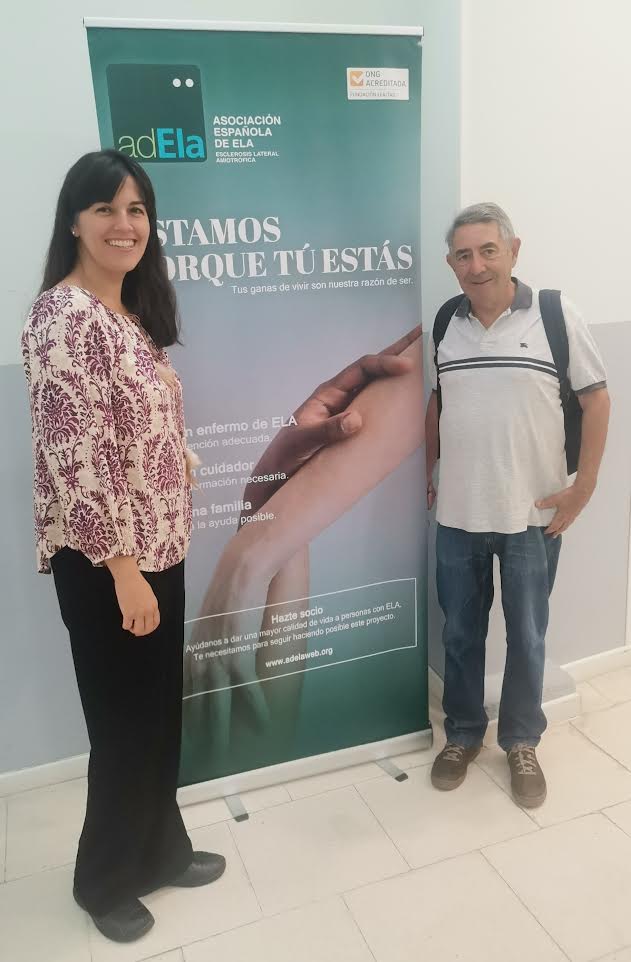 adEla
ASOCIACIÓN
ESPAÑOLA
DE ELA
ESCLEROSIS LATERAL
AMIOTRÓFICA
ONG
ACREDITADA
FUNDACIÓN LEALTAD
STAMOS
ORQUE TÚ ESTÁS
Tus ganas de vivir son nuestra razón de ser.
n enfermo de ELA
ención adecuada.
n cuidador
ormación necesaria.
na familia
la ayuda posible.
Hazte socio
Ayúdanos a dar una mayor calidad de vida a personas con ELA.
Te necesitamos para seguir haciendo posible este proyecto.
www.adelaweb.org